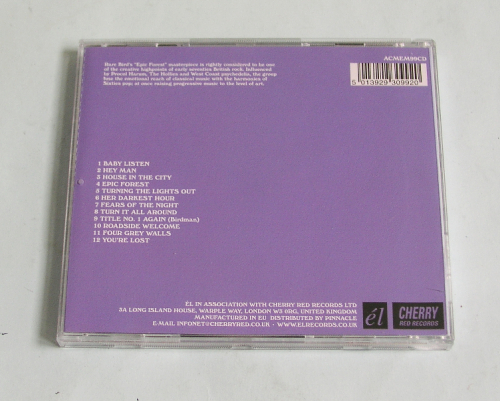 Rare Bird's "Epic Forest" masterpiece is rightly considered to be one
of the creative highpoints of early seventies British rock. Influenced
by Procol Harum, The Hollies and West Coast psychedelia, the group
fuse the emotional reach of classical music with the harmonies of
Sixties pop, at once raising progressive music to the level of art.
ACMEM99CD
5 013929 309920
1 BABY LISTEN
2 HEY MAN
3 HOUSE IN THE CITY
4 EPIC FOREST
5 TURNING THE LIGHTS OUT
6 HER DARKEST HOUR
7 FEARS OF THE NIGHT
8 TURN IT ALL AROUND
9 TITLE NO. 1 AGAIN (Birdman)
10 ROADSIDE WELCOME
11 FOUR GREY WALLS
12 YOU'RE LOST
ÉL IN ASSOCIATION WITH CHERRY RED RECORDS LTD
3A LONG ISLAND HOUSE, WARPLE WAY, LONDON W3 0RG, UNITED KINGDOM
MANUFACTURED IN EU DISTRIBUTED BY PINNACLE
E-MAIL INFONET@CHERRYRED.CO.UK · WWW.ELRECORDS.CO.UK
él
CHERRY
RED RECORDS